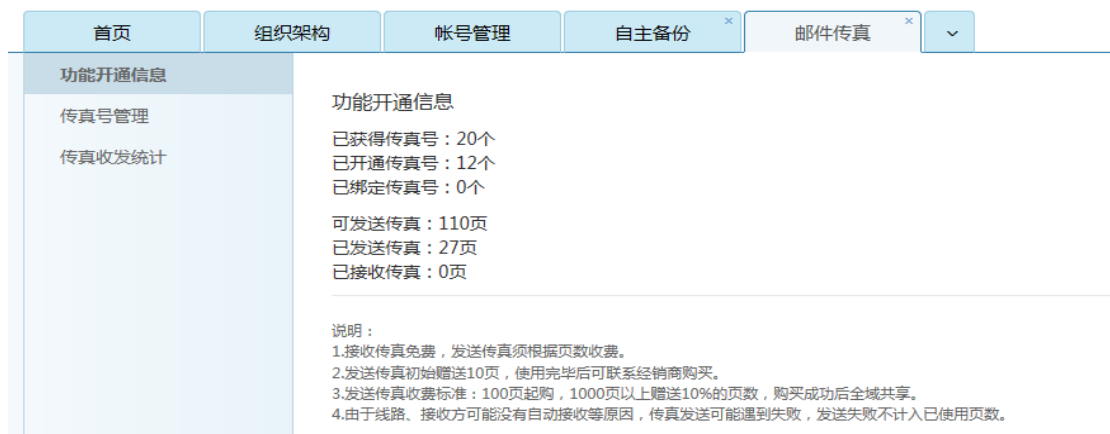 首页 组织架构 帐号管理 自主备份 邮件传真
功能开通信息
传真号管理
传真收发统计
功能开通信息
已获得传真号：20个
已开通传真号：12个
已绑定传真号：0个
可发送传真：110页
已发送传真：27页
已接收传真：0页
说明：
1.接收传真免费，发送传真须根据页数收费。
2.发送传真初始赠送10页，使用完毕后可联系经销商购买。
3.发送传真收费标准：100页起购，1000页以上赠送10%的页数，购买成功后全域共享。
4.由于线路、接收方可能没有自动接收等原因，传真发送可能遇到失败，发送失败不计入已使用页数。